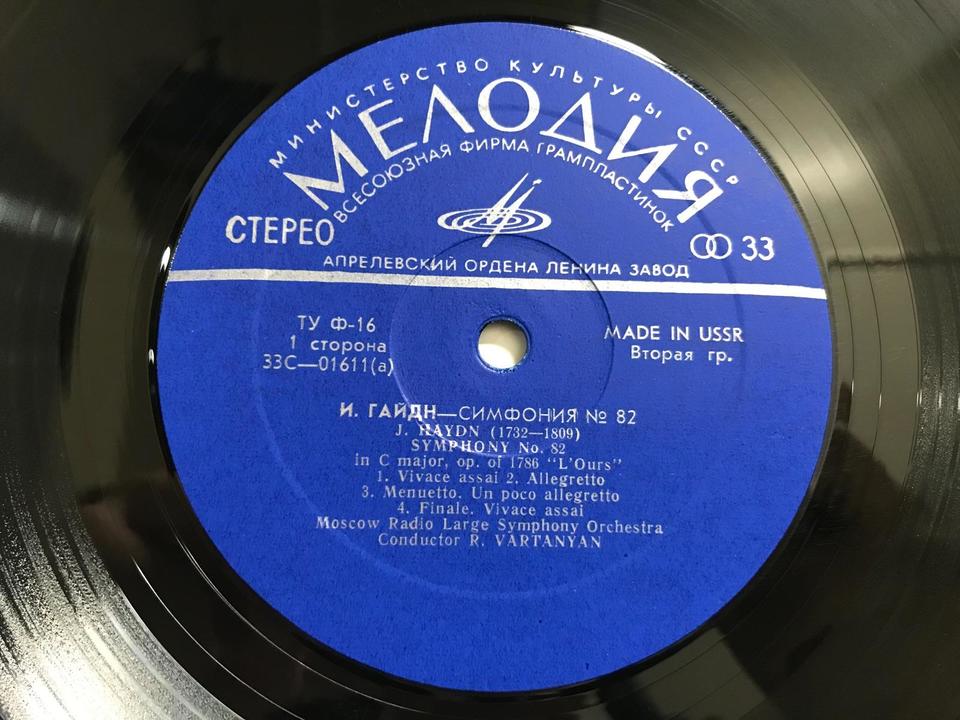 МИНИСТЕРСТВО КУЛЬТУРЫ СССР
МЕЛОДИЯ
ВСЕСОЮЗНАЯ ФИРМА ГРАМПЛАСТИНОК
СТЕРЕО
33
АПРЕЛЕВСКИЙ ОРДЕНА ЛЕНИНА ЗАВОД
ТУ Ф-16
1 сторона
33С—01611(а)
MADE IN USSR
Вторая гр.
И. ГАЙДН—СИМФОНИЯ № 82
J. HAYDN (1732—1809)
SYMPHONY No. 82
in C major, op. of 1786 "L'Ours"
1. Vivace assai 2. Allegretto
3. Menuetto. Un poco allegretto
4. Finale. Vivace assai
Moscow Radio Large Symphony Orchestra
Conductor R. VARTANYAN